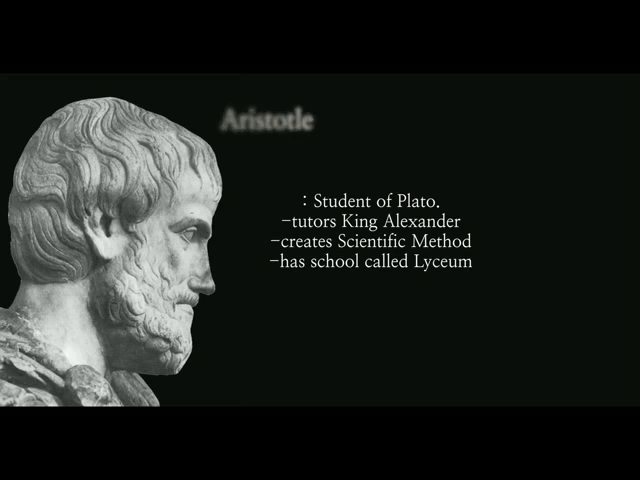 Aristotle
: Student of Plato.
-tutors King Alexander
-creates Scientific Method
-has school called Lyceum